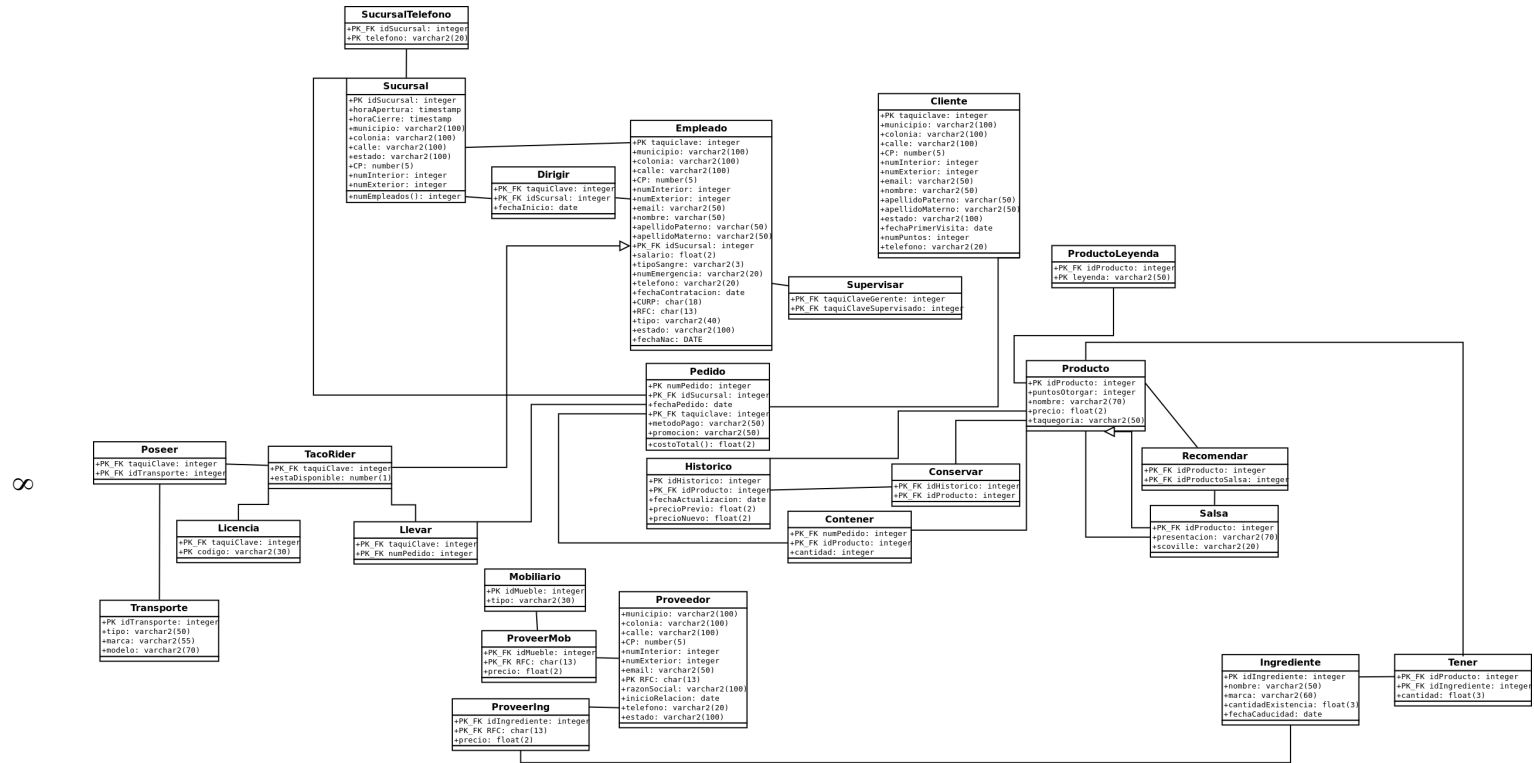 SucursalTelefono
+PK_FK idSucursal: integer
+PK telefono: varchar2(20)
Sucursal
+PK idSucursal: integer
+horaApertura: timestamp
+horaCierre: timestamp
+municipio: varchar2(100)
+colonia: varchar2(100)
+calle: varchar2(100)
+estado: varchar2(100)
+CP: number(5)
+numInterior: integer
+numExterior: integer
+numEmpleados(): integer
Dirigir
+PK_FK taquiClave: integer
+PK_FK idScursal: integer
+fechaInicio: date
Empleado
+PK taquiclave: integer
+municipio: varchar2(100)
+colonia: varchar2(100)
+calle: varchar2(100)
+CP: number(5)
+numInterior: integer
+numExterior: integer
+email: varchar2(50)
+nombre: varchar(50)
+apellidoPaterno: varchar(50)
+apellidoMaterno: varchar2(50)
+PK_FK idSucursal: integer
+salario: float(2)
+tipoSangre: varchar2(3)
+numEmergencia: varchar2(20)
+telefono: varchar2(20)
+fechaContratacion: date
+CURP: char(18)
+RFC: char(13)
+tipo: varchar2(40)
+estado: varchar2(100)
+fechaNac: DATE
Cliente
+PK taquiclave: integer
+municipio: varchar2(100)
+colonia: varchar2(100)
+calle: varchar2(100)
+CP: number(5)
+numInterior: integer
+numExterior: integer
+email: varchar2(50)
+nombre: varchar2(50)
+apellidoPaterno: varchar(50)
+apellidoMaterno: varchar2(50)
+estado: varchar2(100)
+fechaPrimerVisita: date
+numPuntos: integer
+telefono: varchar2(20)
Supervisar
+PK_FK taquiClaveGerente: integer
+PK_FK taquiClaveSupervisado: integer
ProductoLeyenda
+PK_FK idProducto: integer
+PK leyenda: varchar2(50)
Pedido
+PK numPedido: integer
+PK_FK idSucursal: integer
+fechaPedido: date
+PK_FK taquiclave: integer
+metodoPago: varchar2(50)
+promocion: varchar2(50)
+costoTotal(): float(2)
Producto
+PK idProducto: integer
+puntosOtorgar: integer
+nombre: varchar2(70)
+precio: float(2)
+taquegoria: varchar2(50)
Poseer
+PK_FK taquiClave: integer
+PK_FK idTransporte: integer
TacoRider
+PK_FK taquiClave: integer
+estaDisponible: number(1)
Historico
+PK idHistorico: integer
+PK_FK idProducto: integer
+fechaActualizacion: date
+precioPrevio: float(2)
+precioNuevo: float(2)
Conservar
+PK_FK idHistorico: integer
+PK_FK idProducto: integer
Recomendar
+PK_FK idProducto: integer
+PK_FK idProductoSalsa: integer
∞
Licencia
+PK_FK taquiClave: integer
+PK codigo: varchar2(30)
Llevar
+PK_FK taquiClave: integer
+PK_FK numPedido: integer
Contener
+PK_FK numPedido: integer
+PK_FK idProducto: integer
+cantidad: integer
Salsa
+PK_FK idProducto: integer
+presentacion: varchar2(70)
+scoville: varchar2(20)
Transporte
+PK idTransporte: integer
+tipo: varchar2(50)
+marca: varchar2(55)
+modelo: varchar2(70)
Mobiliario
+PK idMueble: integer
+tipo: varchar2(30)
ProveerMob
+PK_FK idMueble: integer
+PK_FK RFC: char(13)
+precio: float(2)
Proveedor
+municipio: varchar2(100)
+colonia: varchar2(100)
+calle: varchar2(100)
+CP: number(5)
+numInterior: integer
+numExterior: integer
+email: varchar2(50)
+PK RFC: char(13)
+razonSocial: varchar2(100)
+inicioRelacion: date
+telefono: varchar2(20)
+estado: varchar2(100)
ProveerIng
+PK_FK idIngrediente: integer
+PK_FK RFC: char(13)
+precio: float(2)
Ingrediente
+PK idIngrediente: integer
+nombre: varchar2(50)
+marca: varchar2(60)
+cantidadExistencia: float(3)
+fechaCaducidad: date
Tener
+PK_FK idProducto: integer
+PK_FK idIngrediente: integer
+cantidad: float(3)